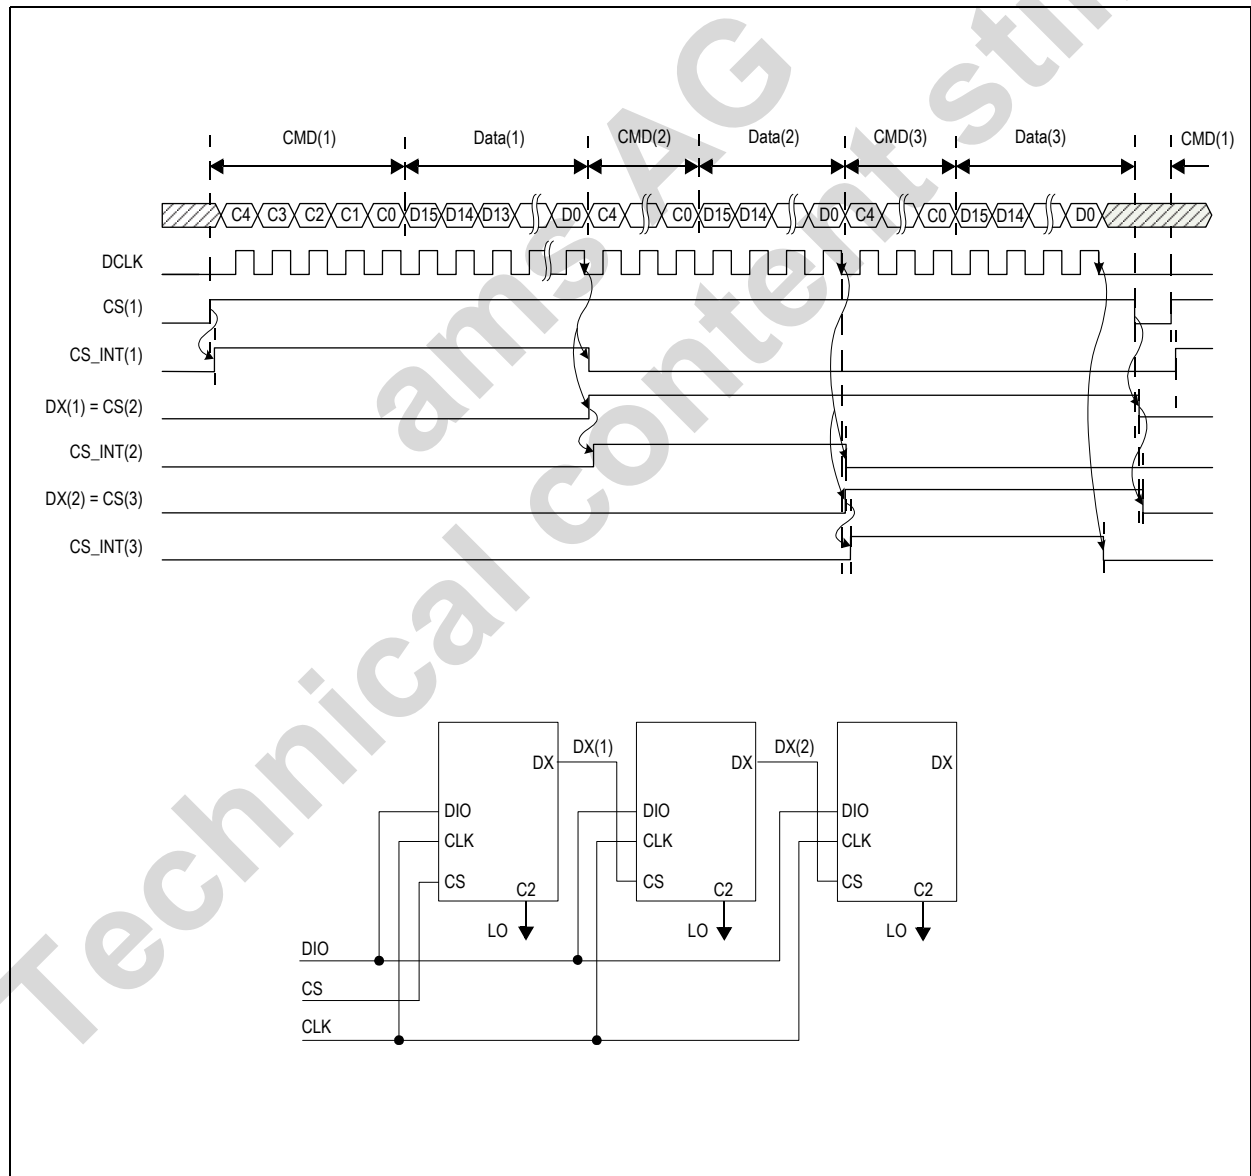 ams AG
Technical content still
CMD(1) Data(1) CMD(2) Data(2) CMD(3) Data(3) CMD(1)
C4 C3 C2 C1 C0 D15 D14 D13 D0 C4 C0 D15 D14 D0 C4 C0 D15 D14 D0
DCLK
CS(1)
CS_INT(1)
DX(1) = CS(2)
CS_INT(2)
DX(2) = CS(3)
CS_INT(3)
DX DX(1) DX DX(2) DX
DIO DIO DIO
CLK CLK CLK
CS CS CS
C2 C2 C2
LO LO LO
DIO
CS
CLK